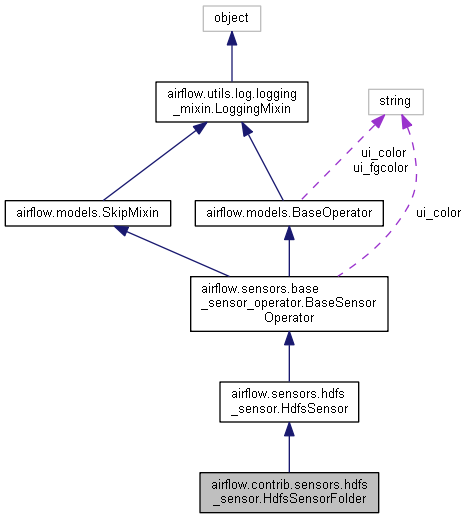 object
airflow.utils.log.logging
_mixin.LoggingMixin
string
ui_color
ui_fgcolor
airflow.models.SkipMixin
airflow.models.BaseOperator
ui_color
airflow.sensors.base
_sensor_operator.BaseSensor
Operator
airflow.sensors.hdfs
_sensor.HdfsSensor
airflow.contrib.sensors.hdfs
_sensor.HdfsSensorFolder